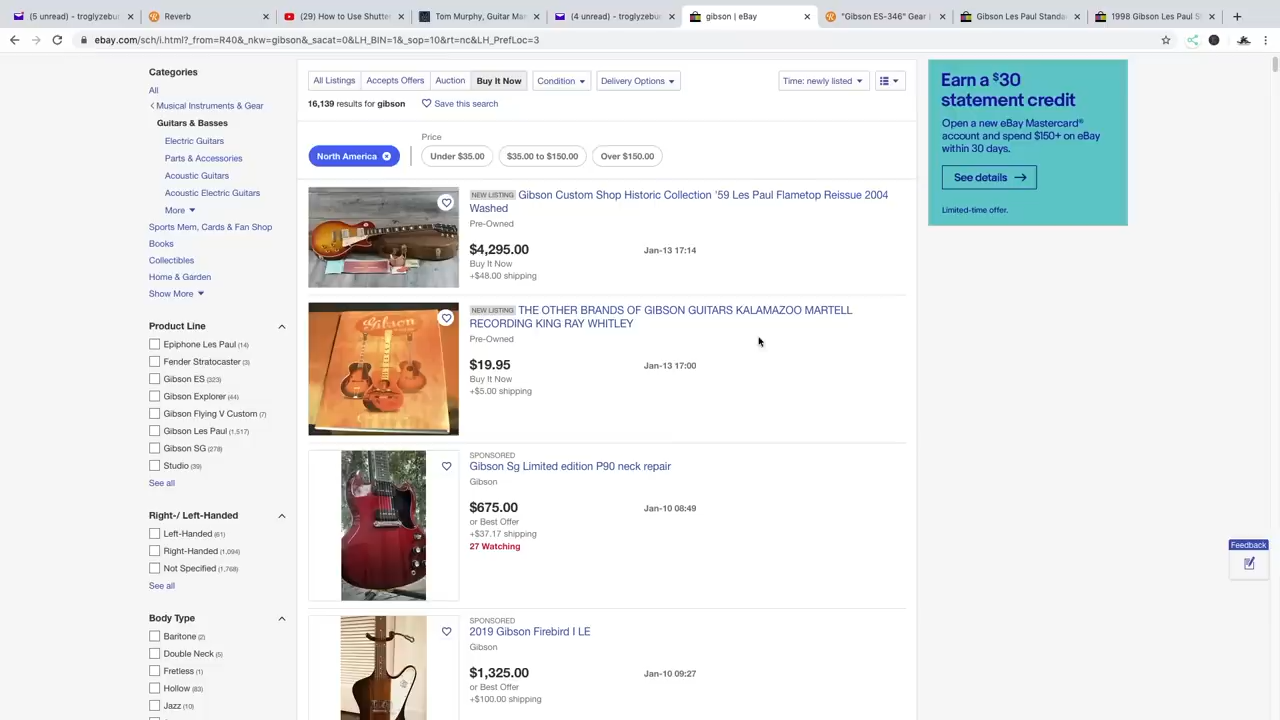 (5 unread) - troglyzebu
Reverb
(29) How to Use Shutte
Tom Murphy, Guitar Ma
(4 unread) - troglyzebu
gibson | eBay
"Gibson ES-346" Gear |
Gibson Les Paul Standa
1998 Gibson Les Paul S
ebay.com/sch/i.html?_from=R40&_nkw=gibson&_sacat=0&LH_BIN=1&_sop=10&rt=nc&LH_PrefLoc=3
Categories
All
Musical Instruments & Gear
Guitars & Basses
Electric Guitars
Parts & Accessories
Acoustic Guitars
Acoustic Electric Guitars
More
Sports Mem, Cards & Fan Shop
Books
Collectibles
Home & Garden
Show More
Product Line
Epiphone Les Paul (14)
Fender Stratocaster (3)
Gibson ES (323)
Gibson Explorer (44)
Gibson Flying V Custom (7)
Gibson Les Paul (1,517)
Gibson SG (278)
Studio (39)
See all
Right-/ Left-Handed
Left-Handed (61)
Right-Handed (1,094)
Not Specified (1,768)
See all
Body Type
Baritone (2)
Double Neck (5)
Fretless (1)
Hollow (83)
Jazz (10)
All Listings
Accepts Offers
Auction
Buy It Now
Condition
Delivery Options
Time: newly listed
16,139 results for gibson
Save this search
Price
North America
Under $35.00
$35.00 to $150.00
Over $150.00
NEW LISTING Gibson Custom Shop Historic Collection '59 Les Paul Flametop Reissue 2004
Washed
Pre-Owned
$4,295.00
Jan-13 17:14
Buy It Now
+$48.00 shipping
Gibson
NEW LISTING THE OTHER BRANDS OF GIBSON GUITARS KALAMAZOO MARTELL
RECORDING KING RAY WHITLEY
Pre-Owned
$19.95
Jan-13 17:00
Buy It Now
+$5.00 shipping
SPONSORED
Gibson Sg Limited edition P90 neck repair
Gibson
$675.00
Jan-10 08:49
or Best Offer
+$37.17 shipping
27 Watching
SPONSORED
2019 Gibson Firebird I LE
Gibson
$1,325.00
Jan-10 09:27
or Best Offer
+$100.00 shipping
Earn a $30
statement credit
Open a new eBay Mastercard®
account and spend $150+ on eBay
within 30 days.
See details
Limited-time offer.
Feedback